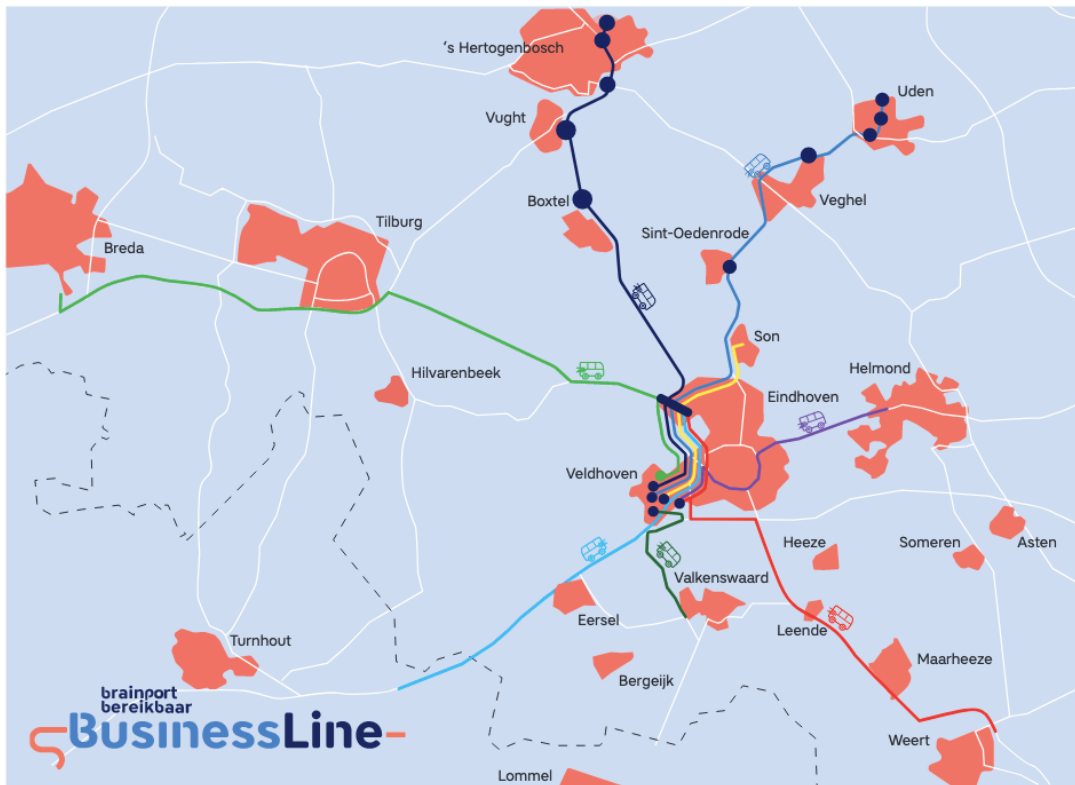 's Hertogenbosch
Uden
Vught
Veghel
Boxtel
Tilburg
Sint-Oedenrode
Breda
Son
Helmond
Hilvarenbeek
Eindhoven
Veldhoven
Heeze
Someren
Asten
Valkenswaard
Eersel
Leende
Turnhout
Maarheeze
Bergeijk
brainport
bereikbaar
BusinessLine
Weert
Lommel